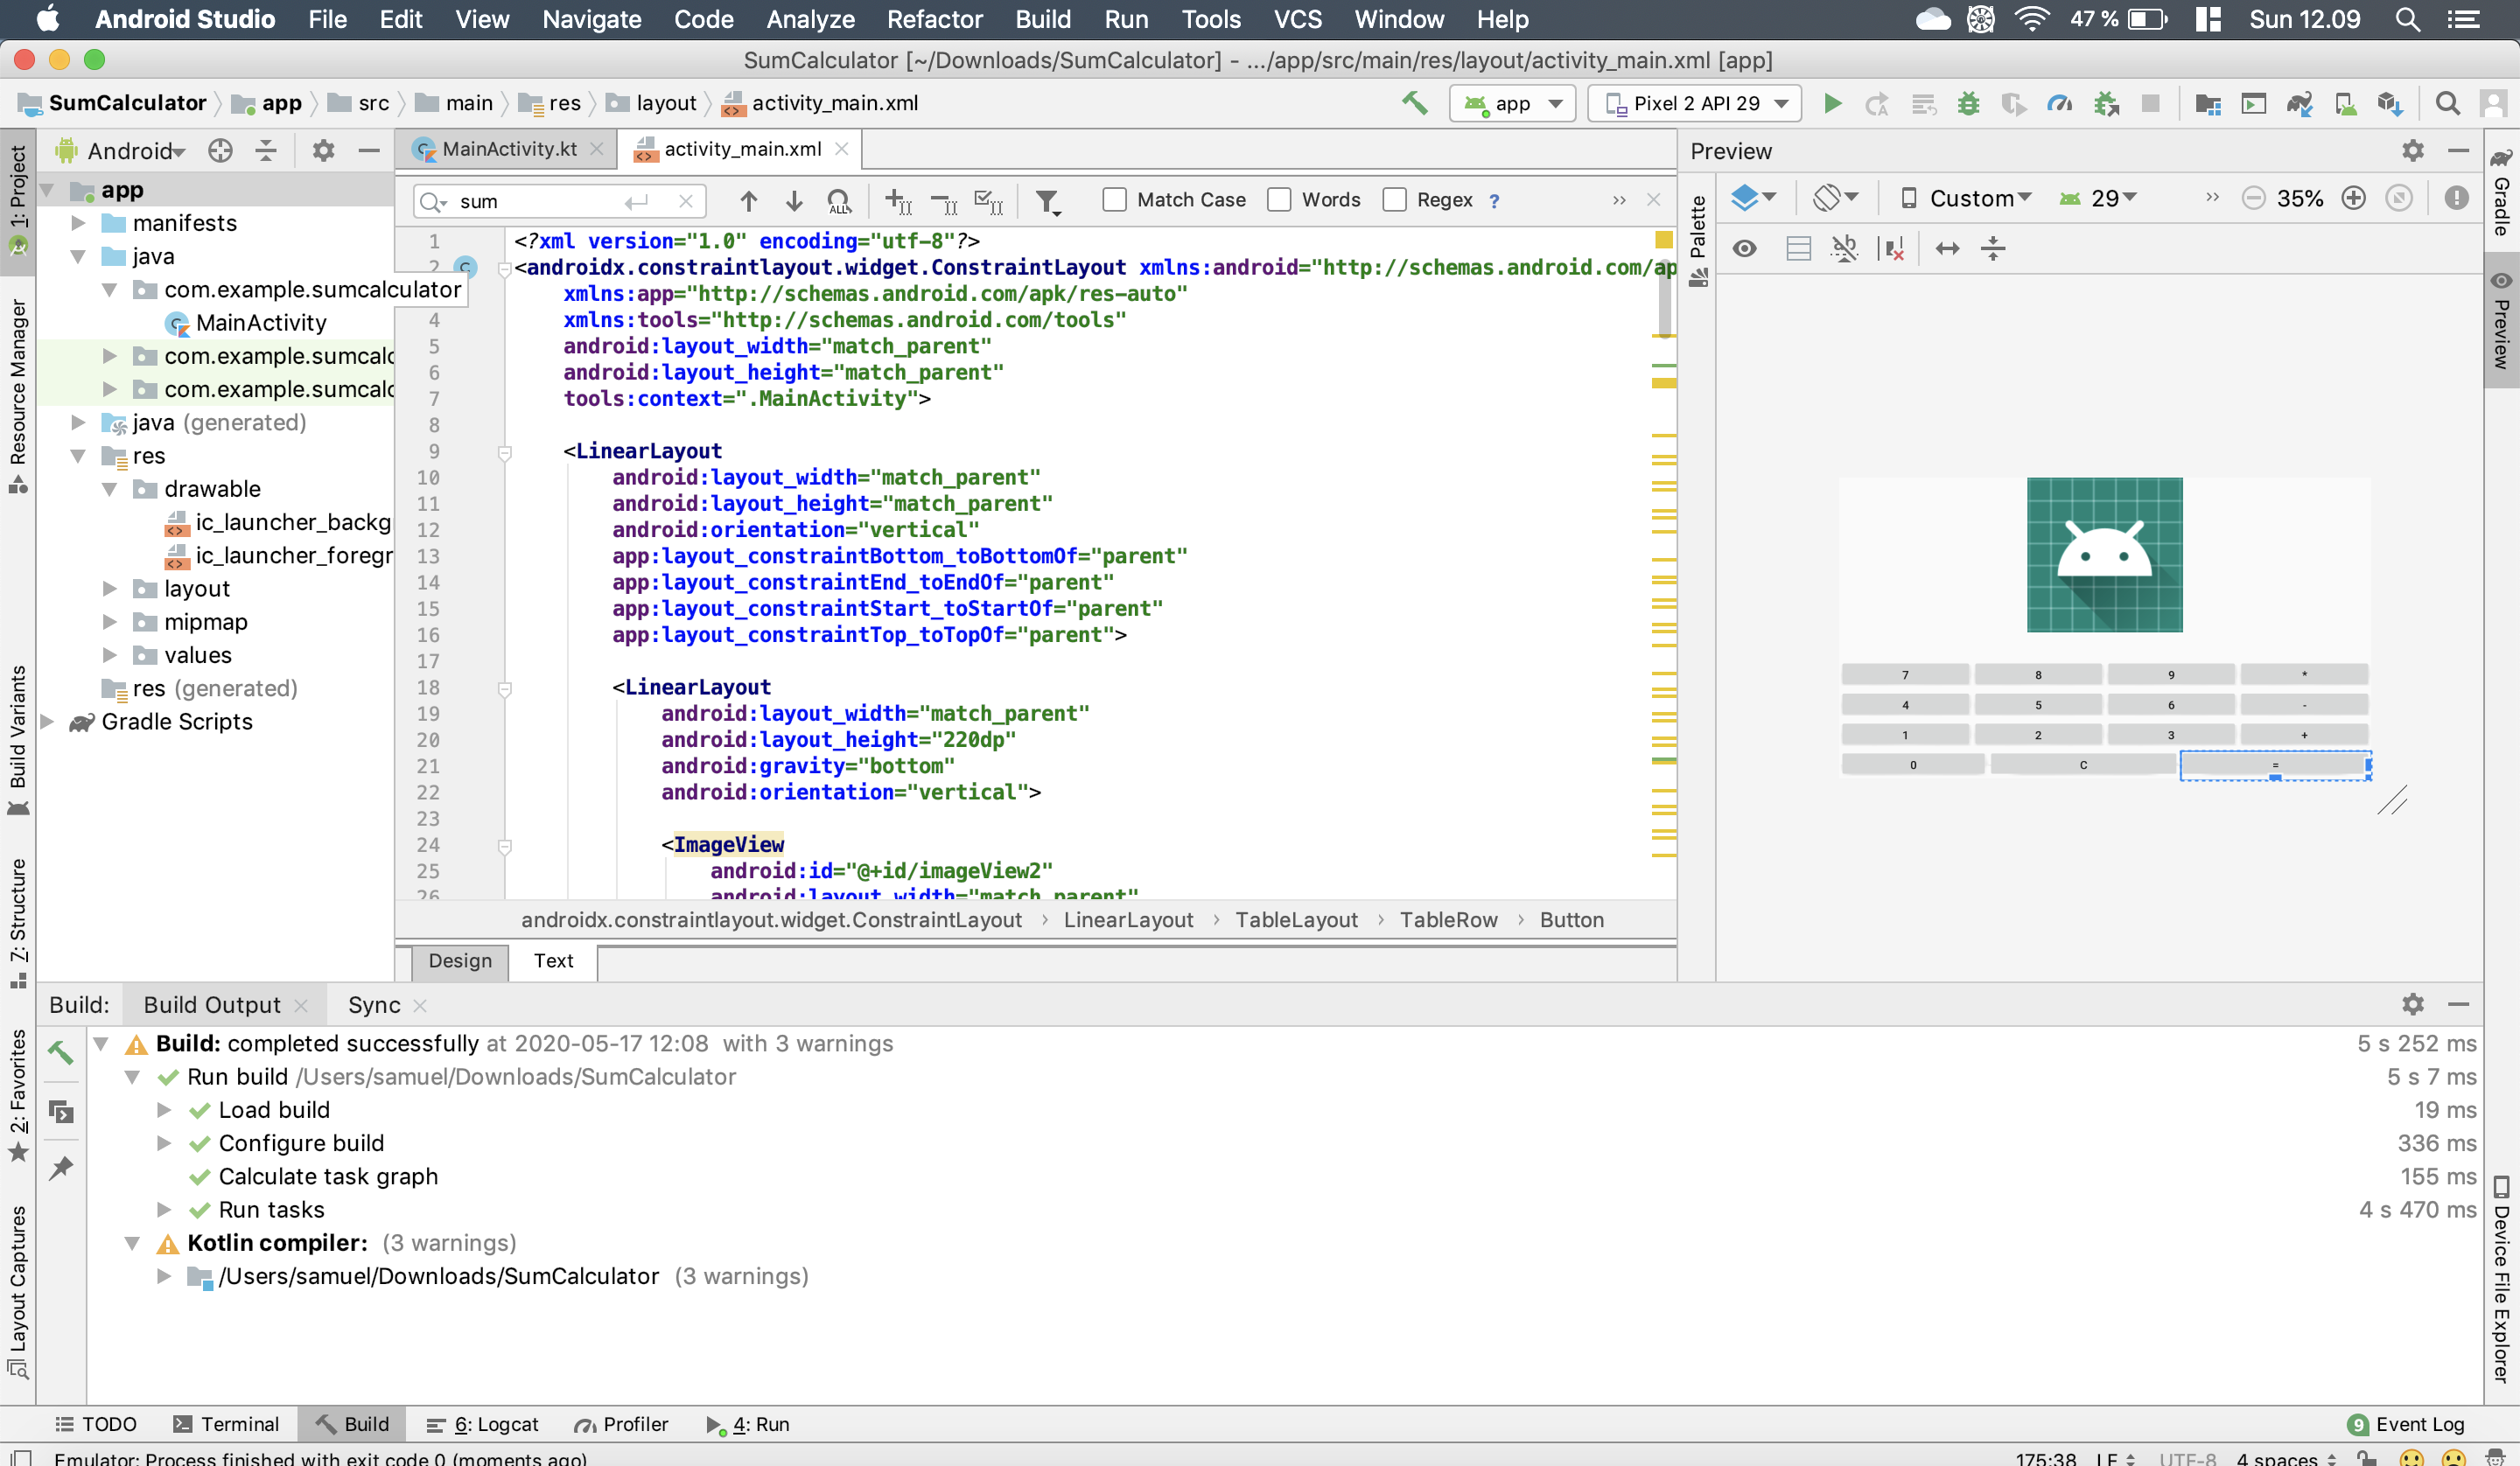 Android Studio File Edit View Navigate Code Analyze Refactor Build Run Tools VCS Window Help 47 % Sun 12.09
SumCalculator [~/Downloads/SumCalculator] - .../app/src/main/res/layout/activity_main.xml [app]
SumCalculator app src main res layout activity_main.xml app Pixel 2 API 29
1: Project
Resource Manager
Build Variants
7: Structure
2: Favorites
Layout Captures
Android
app
manifests
java
com.example.sumcalculator
MainActivity
com.example.sumcalc
com.example.sumcalc
java (generated)
res
drawable
ic_launcher_backg
ic_launcher_foregr
layout
mipmap
values
res (generated)
Gradle Scripts
MainActivity.kt activity_main.xml
sum ALL Match Case Words Regex ?
1 <?xml version="1.0" encoding="utf-8"?>
2 <androidx.constraintlayout.widget.ConstraintLayout xmlns:android="http://schemas.android.com/ap
xmlns:app="http://schemas.android.com/apk/res-auto"
4 xmlns:tools="http://schemas.android.com/tools"
5 android:layout_width="match_parent"
6 android:layout_height="match_parent"
7 tools:context=".MainActivity">
8
9 <LinearLayout
10 android:layout_width="match_parent"
11 android:layout_height="match_parent"
12 android:orientation="vertical"
13 app:layout_constraintBottom_toBottomOf="parent"
14 app:layout_constraintEnd_toEndOf="parent"
15 app:layout_constraintStart_toStartOf="parent"
16 app:layout_constraintTop_toTopOf="parent">
17
18 <LinearLayout
19 android:layout_width="match_parent"
20 android:layout_height="220dp"
21 android:gravity="bottom"
22 android:orientation="vertical">
23
24 <ImageView
25 android:id="@+id/imageView2"
26 android:layout_width="match_parent"
androidx.constraintlayout.widget.ConstraintLayout › LinearLayout › TableLayout › TableRow › Button
Design Text
Preview
Palette
Custom 29 35%
7 8 9 *
4 5 6 -
1 2 3 +
0 C =
Gradle
Preview
Device File Explorer
Build: Build Output Sync
Build: completed successfully at 2020-05-17 12:08 with 3 warnings 5 s 252 ms
Run build /Users/samuel/Downloads/SumCalculator 5 s 7 ms
Load build 19 ms
Configure build 336 ms
Calculate task graph 155 ms
Run tasks 4 s 470 ms
Kotlin compiler: (3 warnings)
/Users/samuel/Downloads/SumCalculator (3 warnings)
TODO Terminal Build 6: Logcat Profiler 4: Run 9 Event Log
Emulator: Process finished with exit code 0 (moments ago) 175:38 LF UTF-8 4 spaces